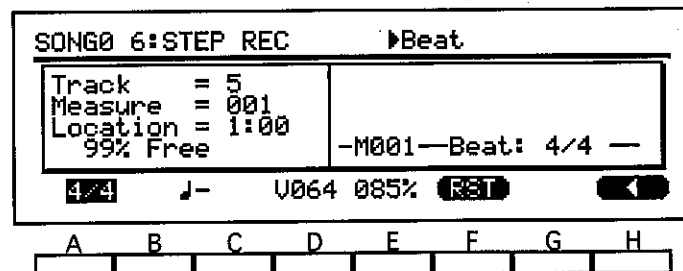 SONG0 6:STEP REC ▶Beat
Track = 5
Measure = 001
Location = 1:00
99% Free
-M001--Beat: 4/4 --
4/4 ♩- V064 085% RST ◀
A B C D E F G H